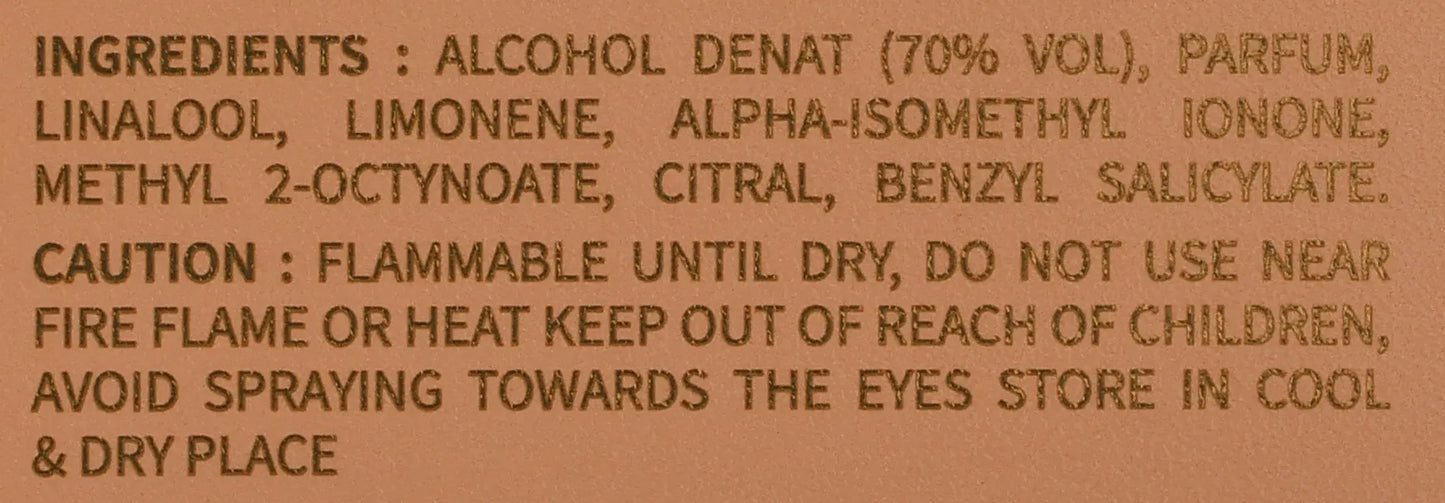 INGREDIENTS : ALCOHOL DENAT (70% VOL), PARFUM,
LINALOOL, LIMONENE, ALPHA-ISOMETHYL IONONE,
METHYL 2-OCTYNOATE, CITRAL, BENZYL SALICYLATE.
CAUTION : FLAMMABLE UNTIL DRY, DO NOT USE NEAR
FIRE FLAME OR HEAT KEEP OUT OF REACH OF CHILDREN,
AVOID SPRAYING TOWARDS THE EYES STORE IN COOL
& DRY PLACE